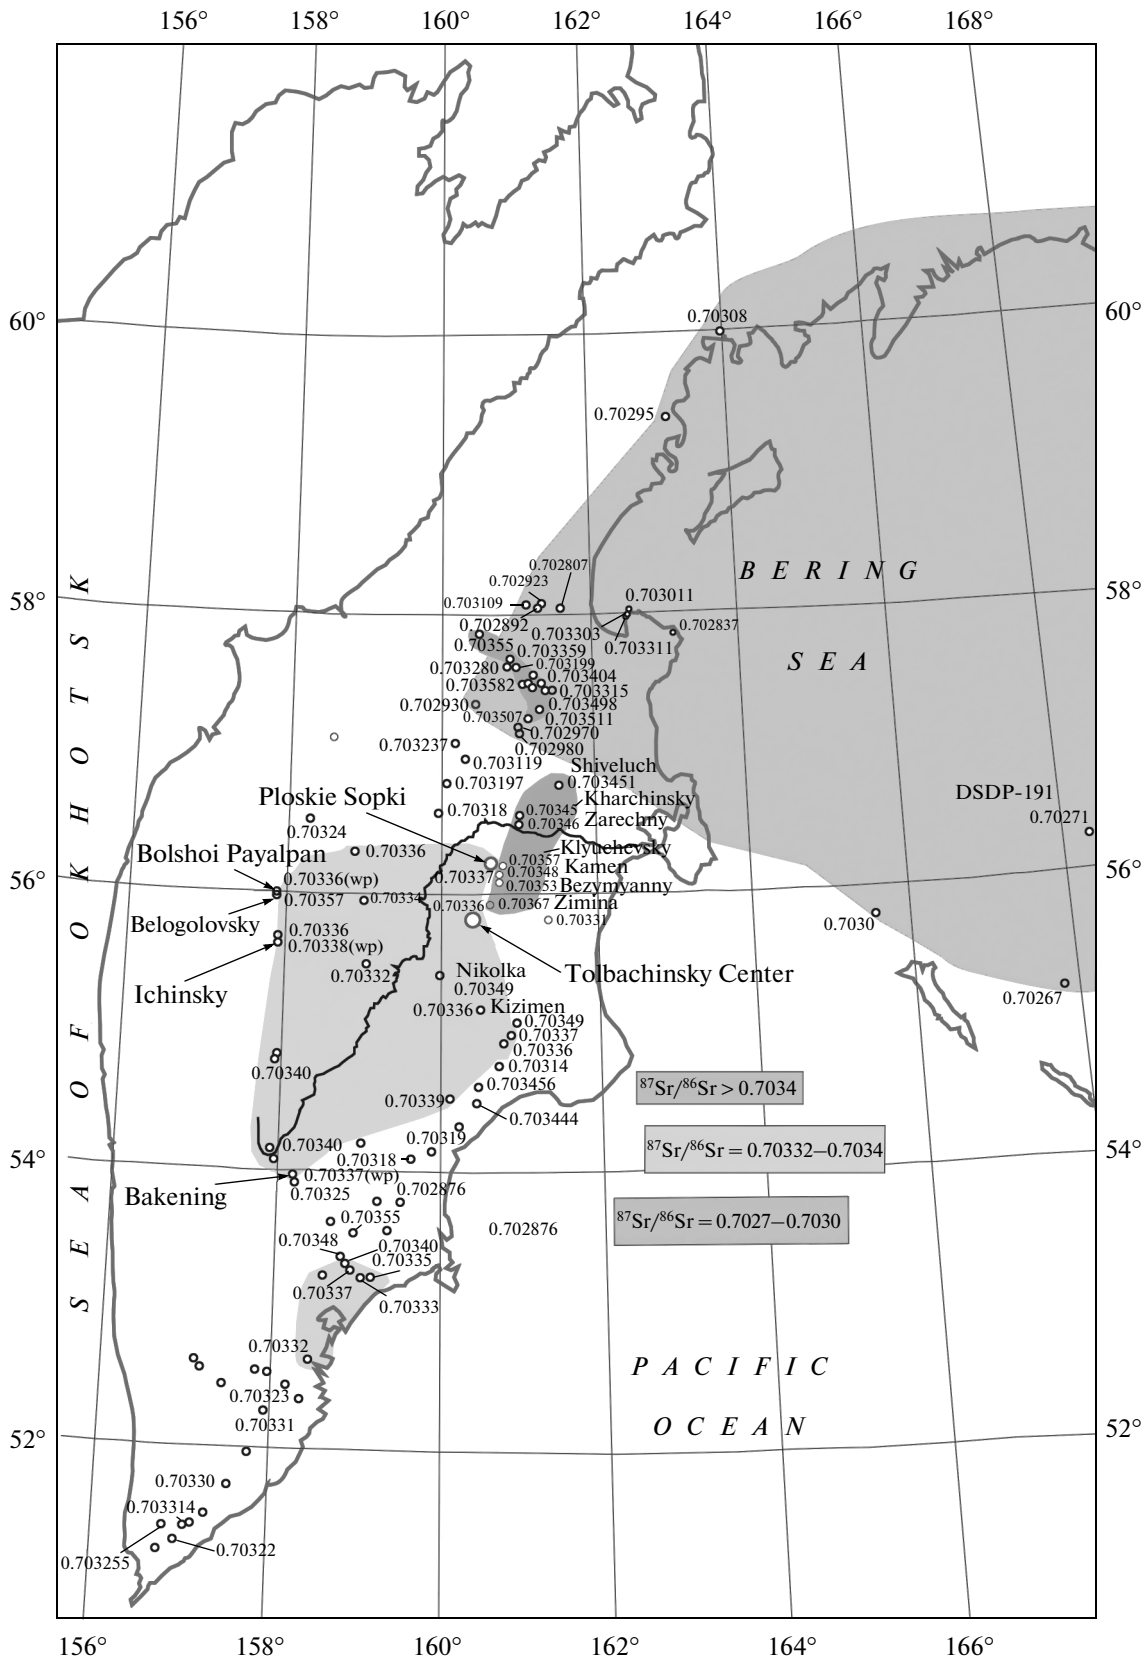 156° 158° 160° 162° 164° 166° 168°
60° 60°
0.70308
0.70295
58° 58°
0.702807
0.702923
0.703109
0.703011
0.702892
0.703303
0.702837
0.70355
0.703311
0.703359
0.703280
0.703199
0.703404
0.703582
0.703315
0.702930
0.703498
0.703507
0.703511
0.702970
0.702980
0.703237
0.703119
Shiveluch
0.703451
0.703197
Kharchinsky
0.70318
0.70345
0.70346
Zarechny
0.70324
Ploskie Sopki
Klyuchevsky
0.70336
0.70357
Kamen
0.70337
0.70348
Bezymyanny
0.70353
Bolshoi Payalpan
0.70336(wp)
56° 56°
0.70357
0.70334
0.70336
0.70367
Zimina
0.70331
Belogolovsky
0.70336
0.70338(wp)
Tolbachinsky Center
Ichinsky
0.70332
Nikolka
0.70349
Kizimen
0.70336
0.70349
0.70337
0.70336
0.70314
0.703456
0.70340
0.70339
0.703444
0.70319
0.70340
0.70318
54° 54°
0.70337(wp)
Bakening
0.70325
0.702876
0.70355
0.702876
0.70348
0.70340
0.70335
0.70337
0.70333
0.70332
0.70323
0.70331
52° 52°
0.70330
0.703314
0.703255
0.70322
BERING
SEA
DSDP-191
0.70271
0.7030
0.70267
⁸⁷Sr/⁸⁶Sr > 0.7034
⁸⁷Sr/⁸⁶Sr = 0.70332–0.7034
⁸⁷Sr/⁸⁶Sr = 0.7027–0.7030
PACIFIC
OCEAN
SEA OF OKHOTSK
156° 158° 160° 162° 164° 166°